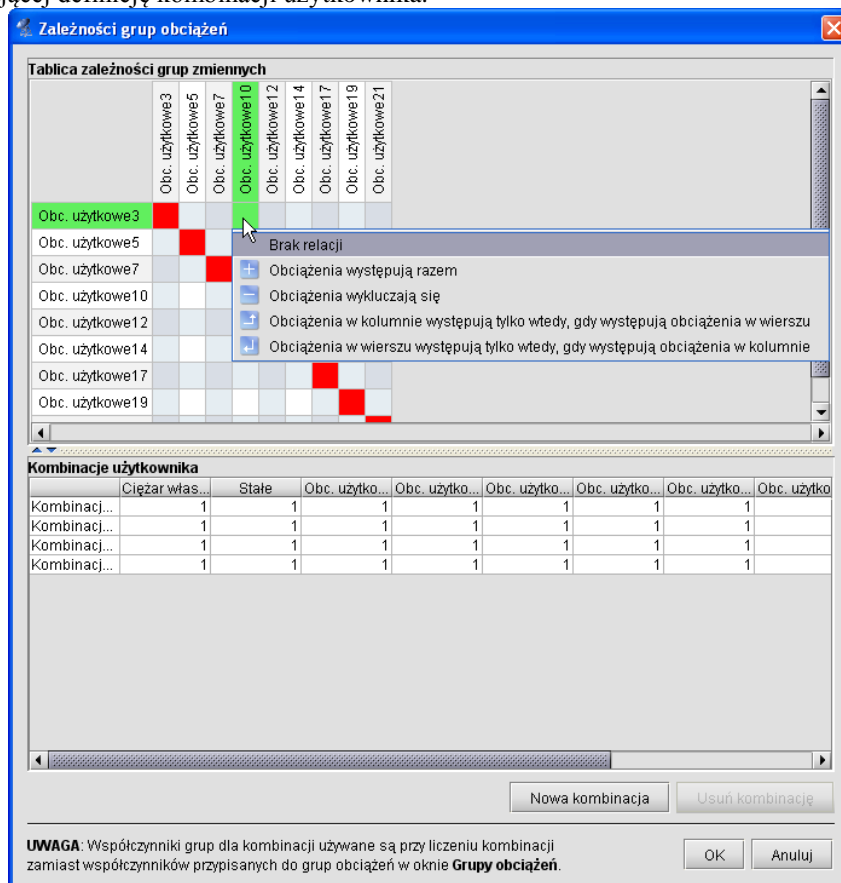 jącej definicję kombinacji użytkownika.
Zależności grup obciążeń
Tablica zależności grup zmiennych
Obc. użytkowe3
Obc. użytkowe5
Obc. użytkowe7
Obc. użytkowe10
Obc. użytkowe12
Obc. użytkowe14
Obc. użytkowe17
Obc. użytkowe19
Obc. użytkowe21
Obc. użytkowe3
Obc. użytkowe5
Brak relacji
Obc. użytkowe7
Obciążenia występują razem
Obc. użytkowe10
Obciążenia wykluczają się
Obc. użytkowe12
Obciążenia w kolumnie występują tylko wtedy, gdy występują obciążenia w wierszu
Obc. użytkowe14
Obciążenia w wierszu występują tylko wtedy, gdy występują obciążenia w kolumnie
Obc. użytkowe17
Obc. użytkowe19
Kombinacje użytkownika
Ciężar włas... Stałe Obc. użytko... Obc. użytko... Obc. użytko... Obc. użytko... Obc. użytko... Obc. użytko
Kombinacj... 1 1 1 1 1 1 1
Kombinacj... 1 1 1 1 1 1 1
Kombinacj... 1 1 1 1 1 1 1
Kombinacj... 1 1 1 1 1 1 1
Nowa kombinacja Usuń kombinację
UWAGA: Współczynniki grup dla kombinacji używane są przy liczeniu kombinacji
zamiast współczynników przypisanych do grup obciążeń w oknie Grupy obciążeń.
OK Anuluj